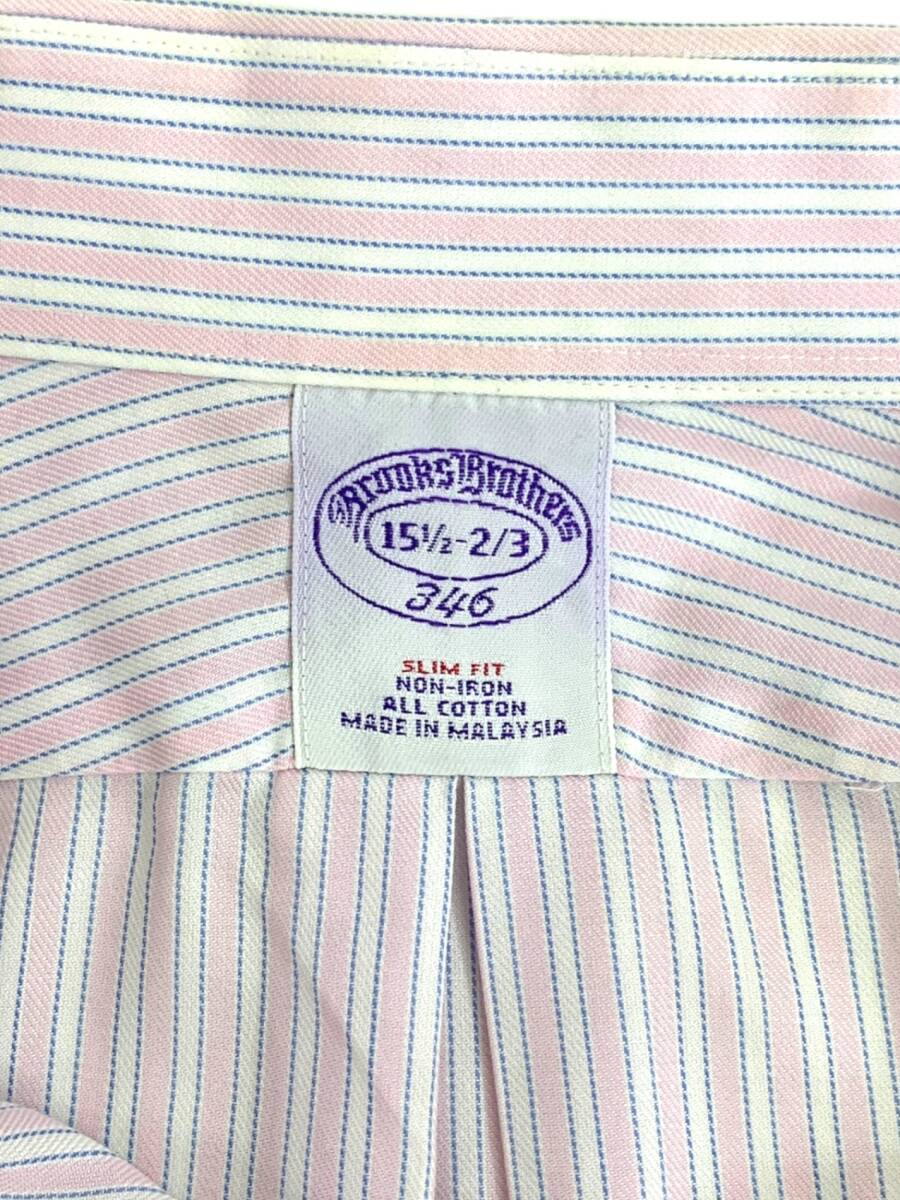 Brooks Brothers
15½-2/3
346
SLIM FIT
NON-IRON
ALL COTTON
MADE IN MALAYSIA